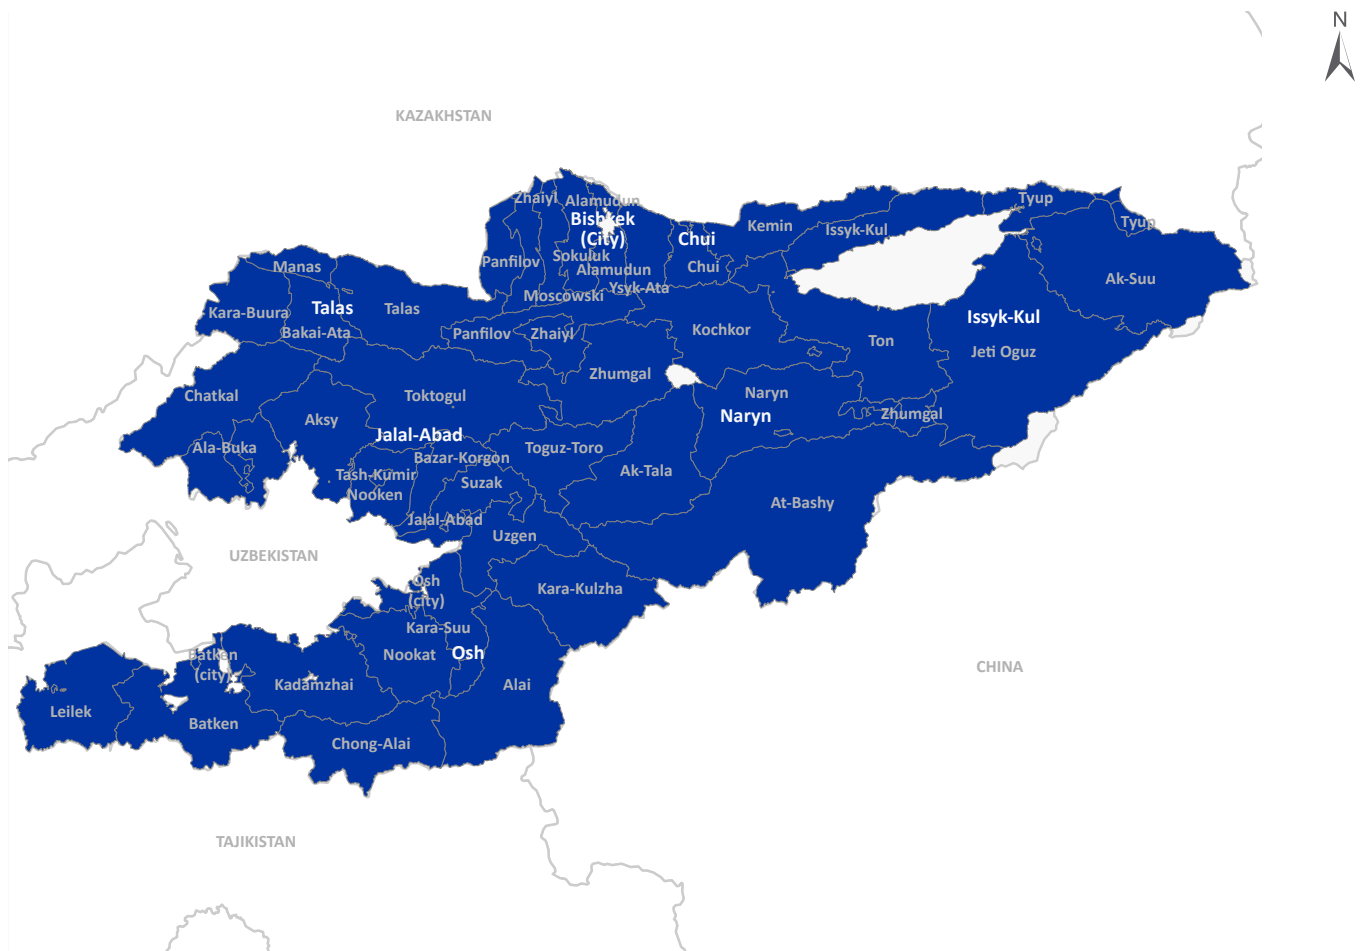 N
KAZAKHSTAN
Zhaiyl
Alamudun
Tyup
Bishkek
(City)
Tyup
Kemin
Issyk-Kul
Chui
Panfilov
Sokuluk
Alamudun
Chui
Manas
Ak-Suu
Ysyk-Ata
Moscowski
Talas
Talas
Kara-Buura
Issyk-Kul
Bakai-Ata
Panfilov
Zhaiyl
Kochkor
Ton
Jeti Oguz
Zhumgal
Chatkal
Toktogul
Naryn
Naryn
Zhumgal
Aksy
Jalal-Abad
Ala-Buka
Toguz-Toro
Bazar-Korgon
Ak-Tala
Tash-Kumir
Suzak
Nooken
At-Bashy
Jalal-Abad
Uzgen
UZBEKISTAN
Osh
(city)
Kara-Kulzha
Kara-Suu
Batken
(city)
Nookat
Osh
CHINA
Kadamzhai
Alai
Leilek
Batken
Chong-Alai
TAJIKISTAN